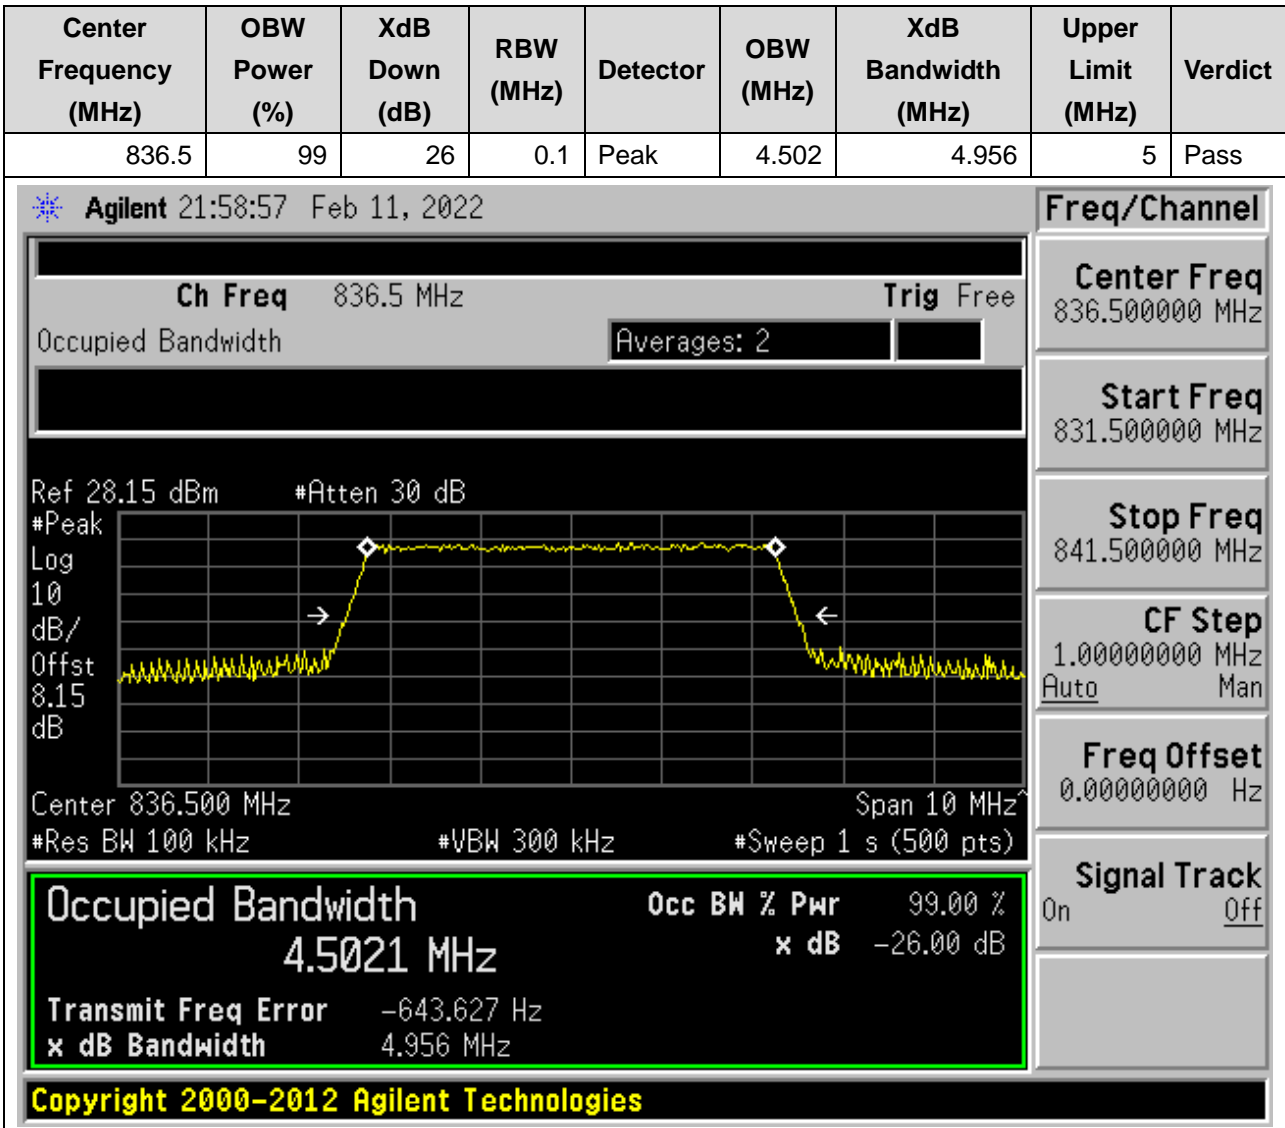 Center Frequency (MHz) OBW Power (%) XdB Down (dB) RBW (MHz) Detector OBW (MHz) XdB Bandwidth (MHz) Upper Limit (MHz) Verdict
836.5 99 26 0.1 Peak 4.502 4.956 5 Pass
Agilent 21:58:57 Feb 11, 2022
Freq/Channel
Ch Freq 836.5 MHz Trig Free
Occupied Bandwidth Averages: 2
Center Freq
836.500000 MHz
Start Freq
831.500000 MHz
Stop Freq
841.500000 MHz
CF Step
1.00000000 MHz
Auto Man
Freq Offset
0.00000000 Hz
Signal Track
On Off
Ref 28.15 dBm #Atten 30 dB
#Peak
Log
10
dB/
Offst
8.15
dB
Center 836.500 MHz Span 10 MHz^
#Res BW 100 kHz #VBW 300 kHz #Sweep 1 s (500 pts)
Occupied Bandwidth Occ BW % Pwr 99.00 %
4.5021 MHz x dB -26.00 dB
Transmit Freq Error -643.627 Hz
x dB Bandwidth 4.956 MHz
Copyright 2000-2012 Agilent Technologies